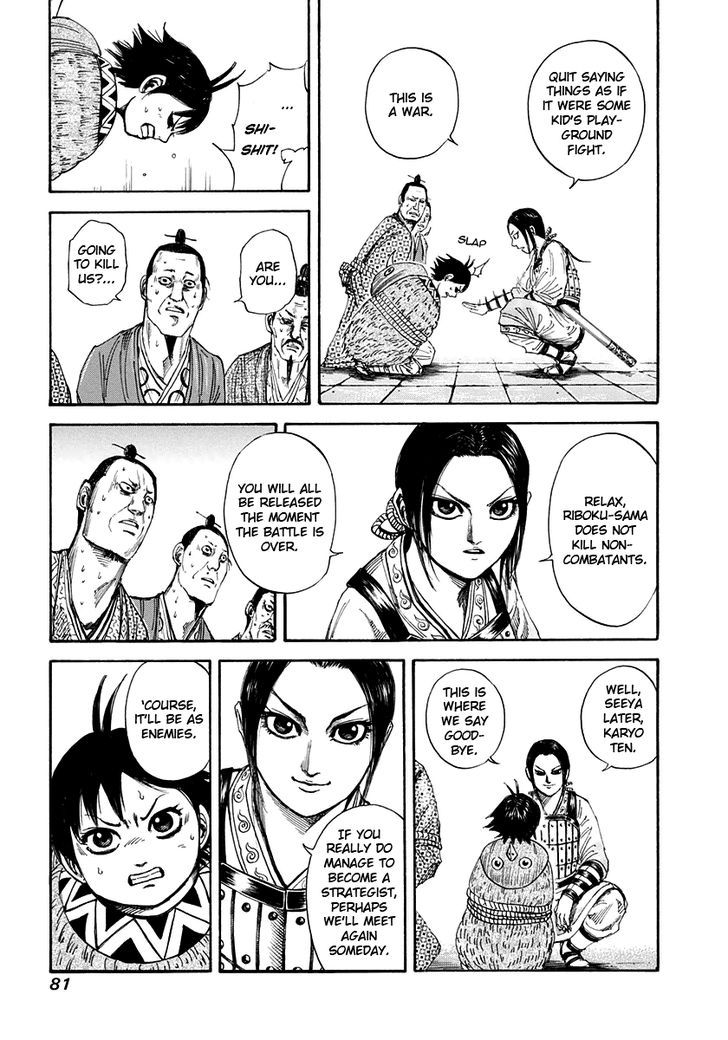 QUIT SAYING
THINGS AS IF
IT WERE SOME
KID'S PLAY-
GROUND
FIGHT.
THIS IS
A WAR.
SLAP
...
SHI-
SHIT!
ARE
YOU...
GOING
TO KILL
US?...
RELAX,
RIBOKU-SAMA
DOES NOT
KILL NON-
COMBATANTS.
YOU WILL ALL
BE RELEASED
THE MOMENT
THE BATTLE IS
OVER.
WELL,
SEEYA
LATER,
KARYO
TEN.
THIS IS
WHERE
WE SAY
GOOD-
BYE.
IF YOU
REALLY DO
MANAGE TO
BECOME A
STRATEGIST,
PERHAPS
WE'LL MEET
AGAIN
SOMEDAY.
'COURSE,
IT'LL BE AS
ENEMIES.
81